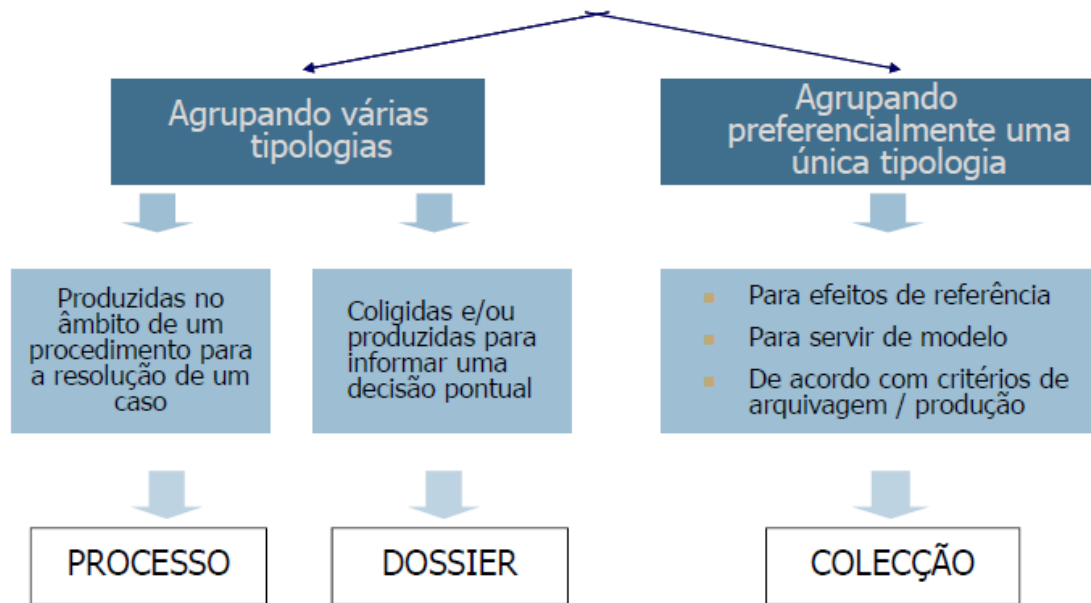 Agrupando várias
tipologias
Agrupando
preferencialmente uma
única tipologia
Produzidas no
âmbito de um
procedimento para
a resolução de um
caso
Coligidas e/ou
produzidas para
informar uma
decisão pontual
Para efeitos de referência
Para servir de modelo
De acordo com critérios de
arquivagem / produção
PROCESSO
DOSSIER
COLECÇÃO